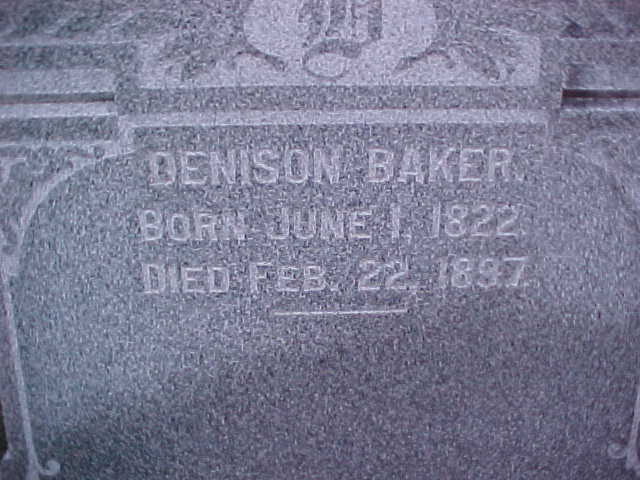 DENISON BAKER.
BORN JUNE 1, 1822.
DIED FEB. 22, 1897.